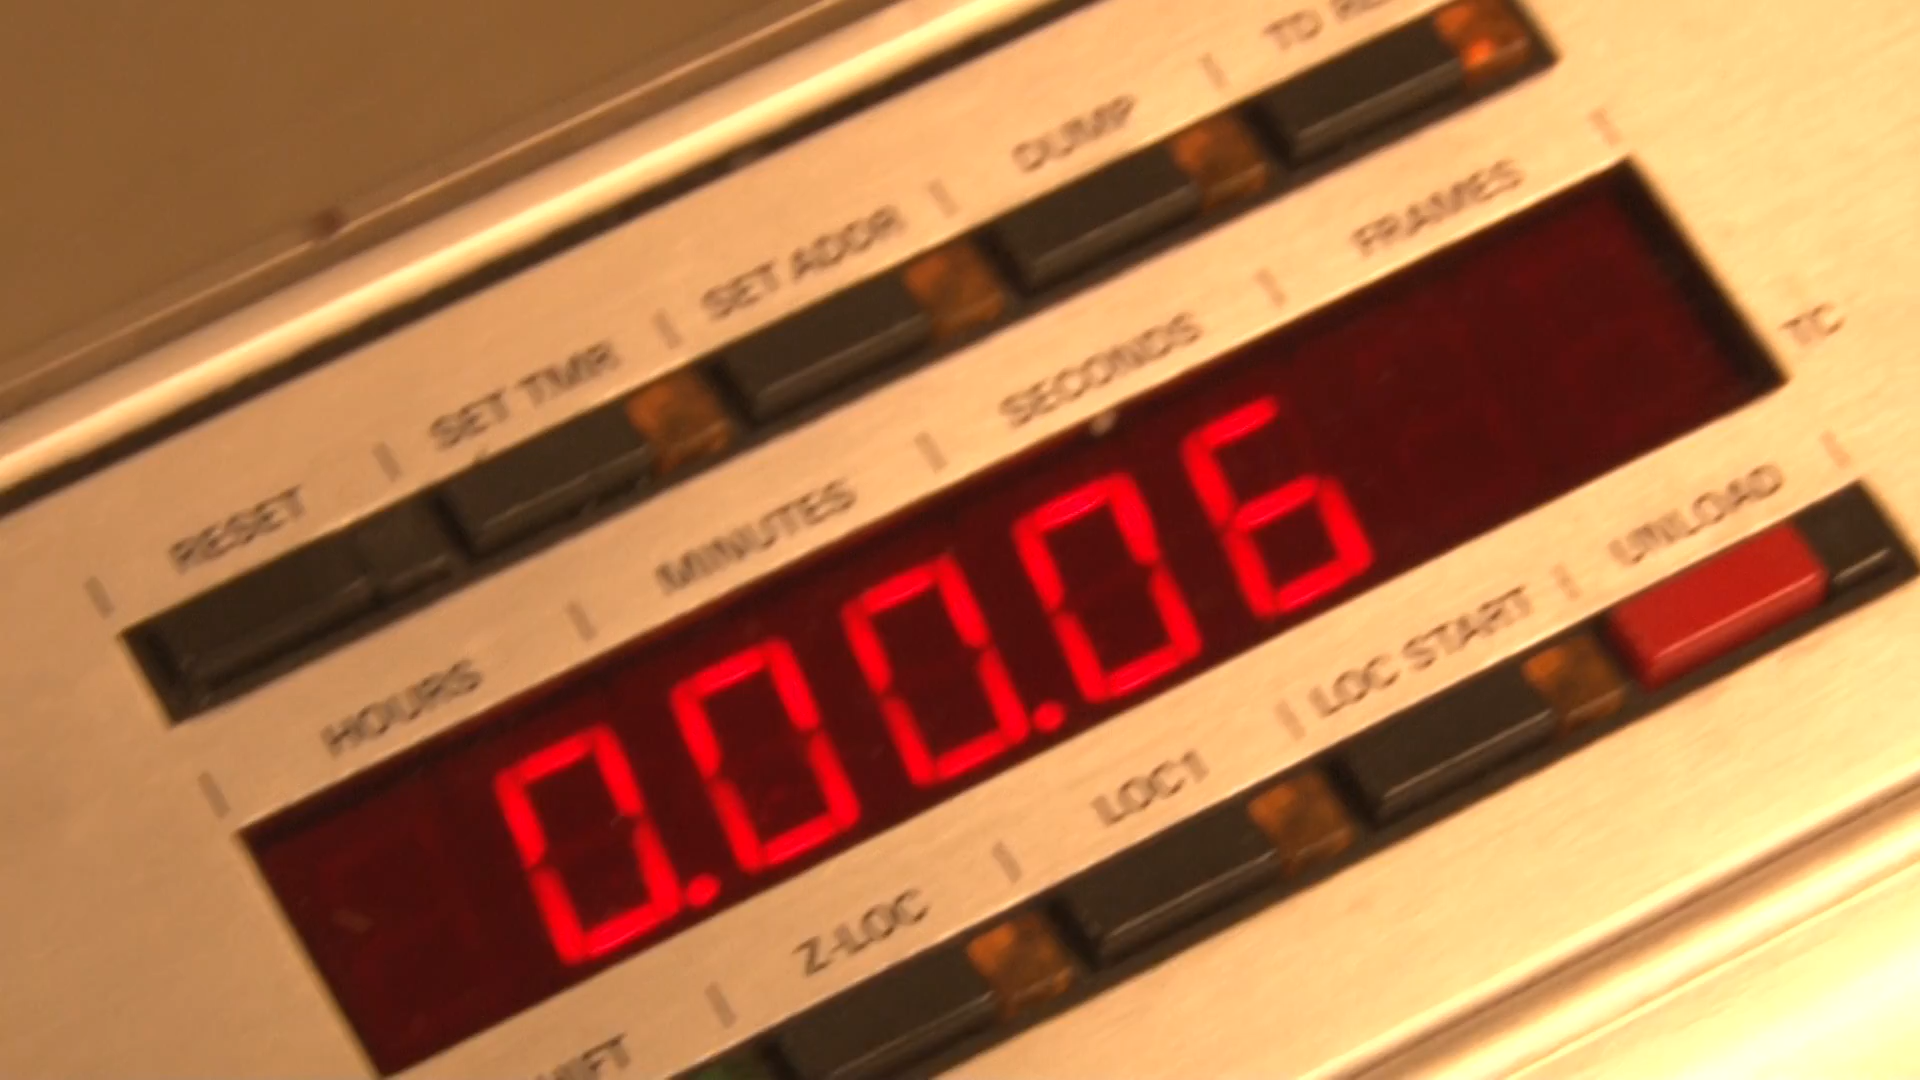 RESET SET TMR SET ADDR DUMP TO
HOURS MINUTES SECONDS FRAMES
0.00.06 TC
Z-LOC LOC1 LOC START UNLOAD